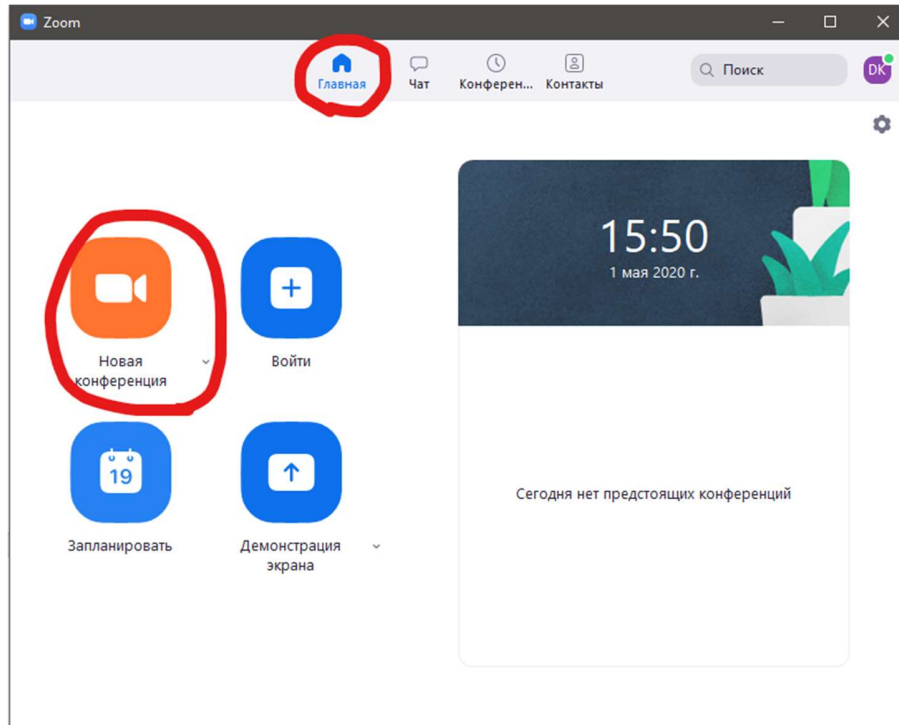 Zoom
Главная
Чат
Конферен...
Контакты
Поиск
DK
15:50
1 мая 2020 г.
Новая
конференция
Войти
19
Запланировать
Демонстрация
экрана
Сегодня нет предстоящих конференций